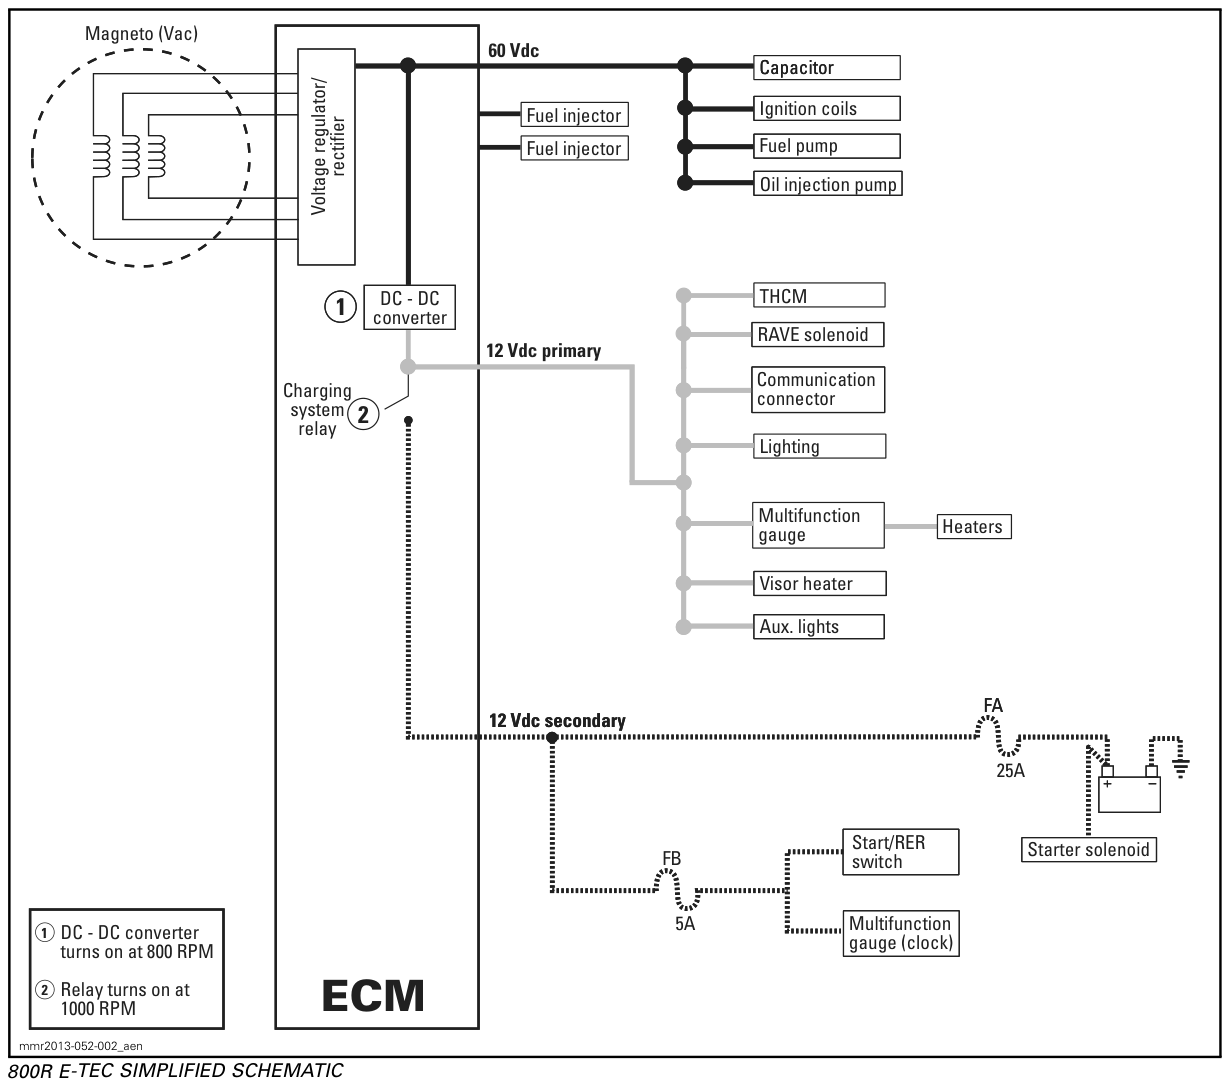 Magneto (Vac)
Voltage regulator/
rectifier
60 Vdc
Capacitor
Ignition coils
Fuel pump
Oil injection pump
Fuel injector
Fuel injector
1
DC - DC
converter
12 Vdc primary
Charging
system
relay
2
THCM
RAVE solenoid
Communication
connector
Lighting
Multifunction
gauge
Heaters
Visor heater
Aux. lights
12 Vdc secondary
FA
25A
+
−
Starter solenoid
FB
5A
Start/RER
switch
Multifunction
gauge (clock)
1 DC - DC converter
turns on at 800 RPM
2 Relay turns on at
1000 RPM
ECM
mmr2013-052-002_aen
800R E-TEC SIMPLIFIED SCHEMATIC